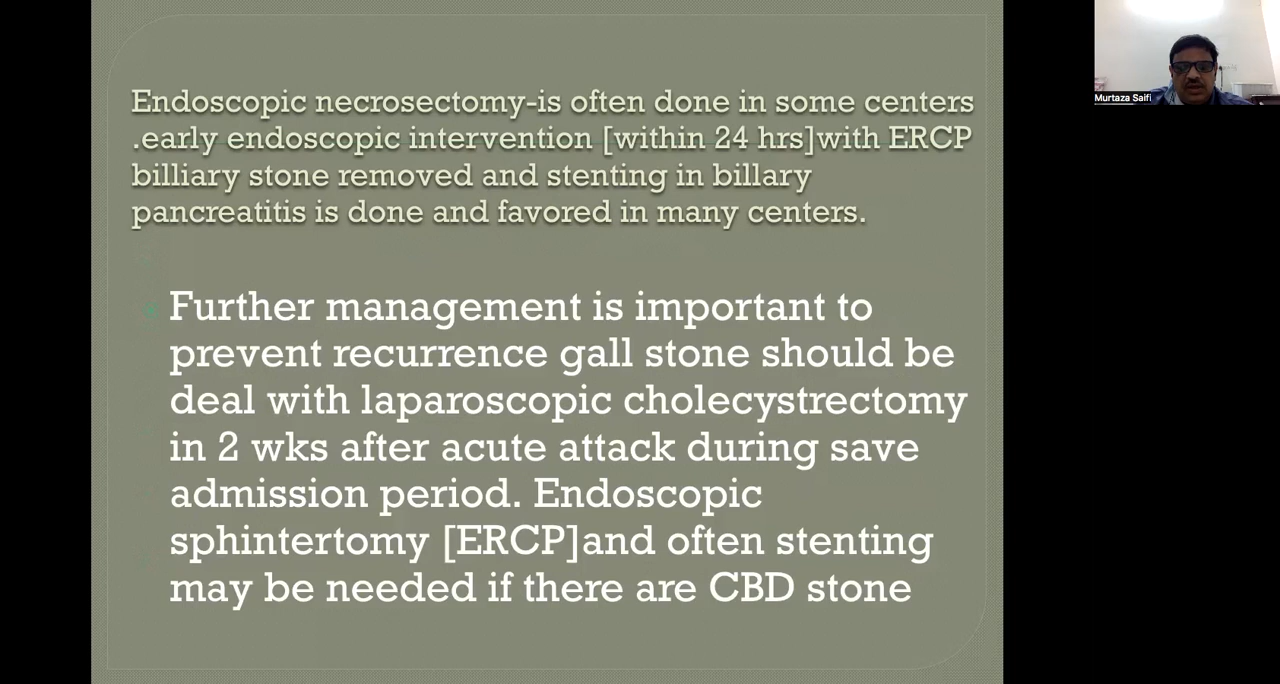 Endoscopic necrosectomy-is often done in some centers
.early endoscopic intervention [within 24 hrs]with ERCP
billiary stone removed and stenting in billary
pancreatitis is done and favored in many centers.
Further management is important to
prevent recurrence gall stone should be
deal with laparoscopic cholecystrectomy
in 2 wks after acute attack during save
admission period. Endoscopic
sphintertomy [ERCP]and often stenting
may be needed if there are CBD stone
Murtaza Saifi